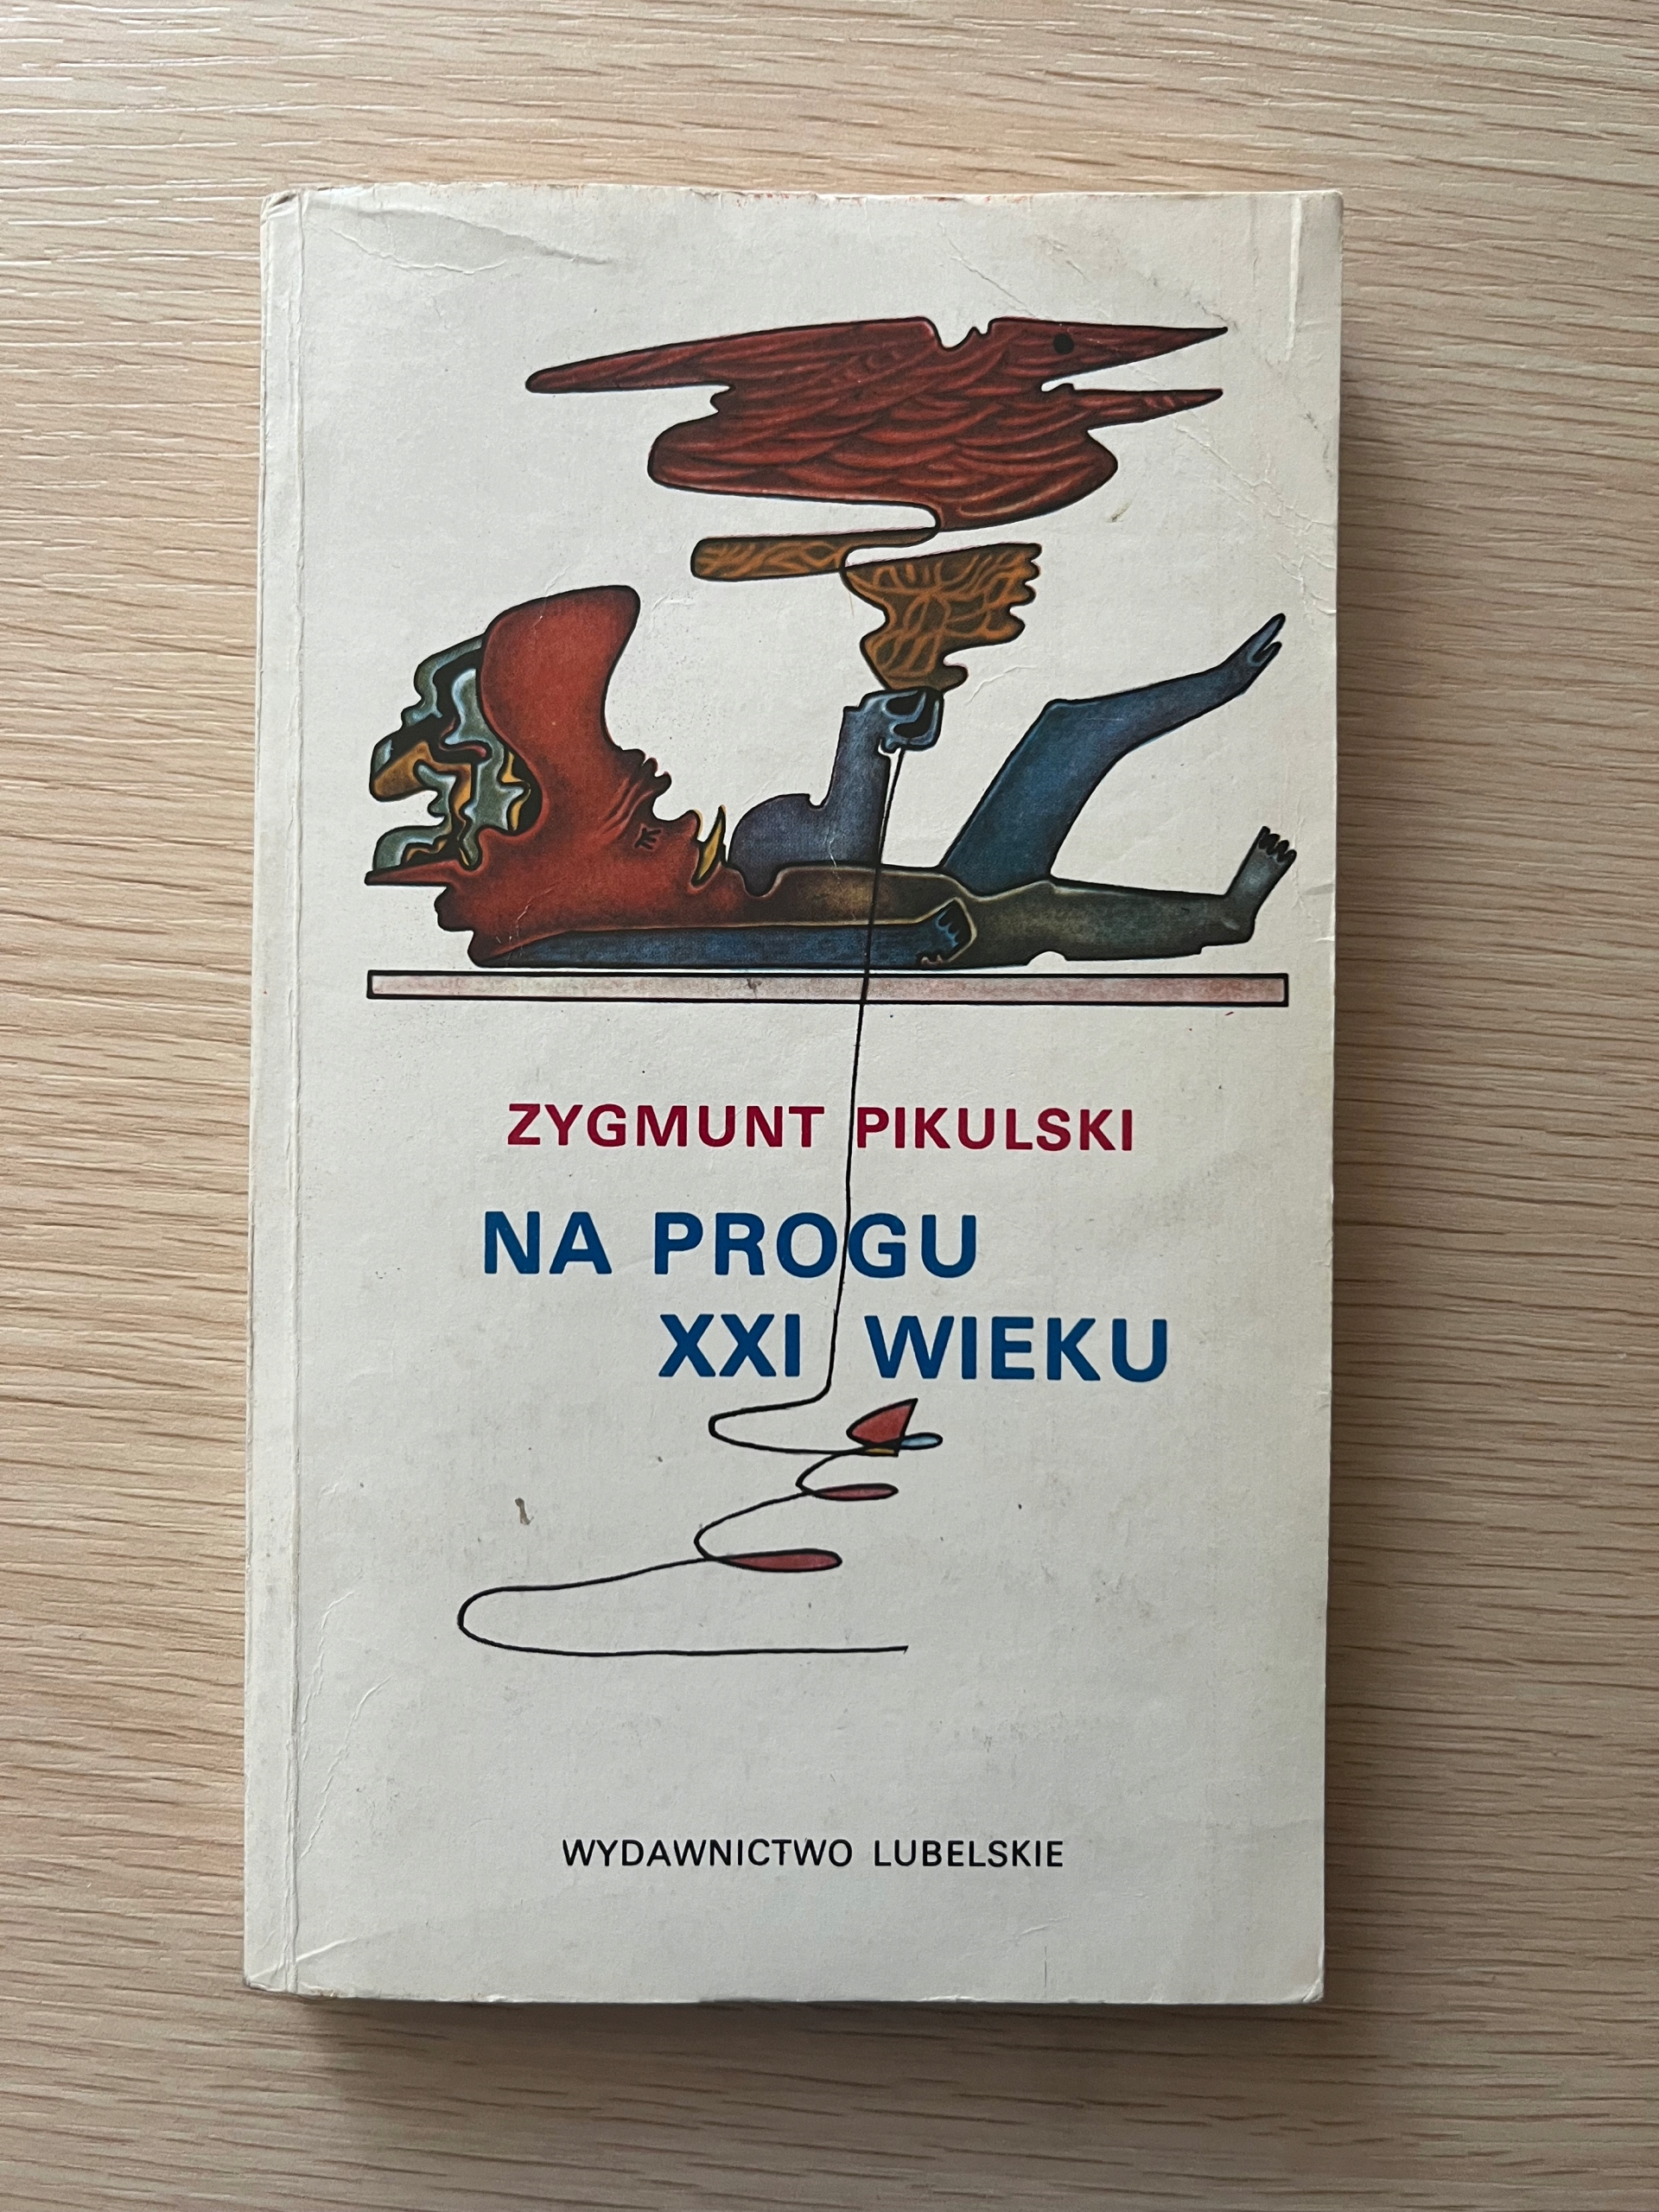 ZYGMUNT PIKULSKI
NA PROGU
XXI WIEKU
WYDAWNICTWO LUBELSKIE